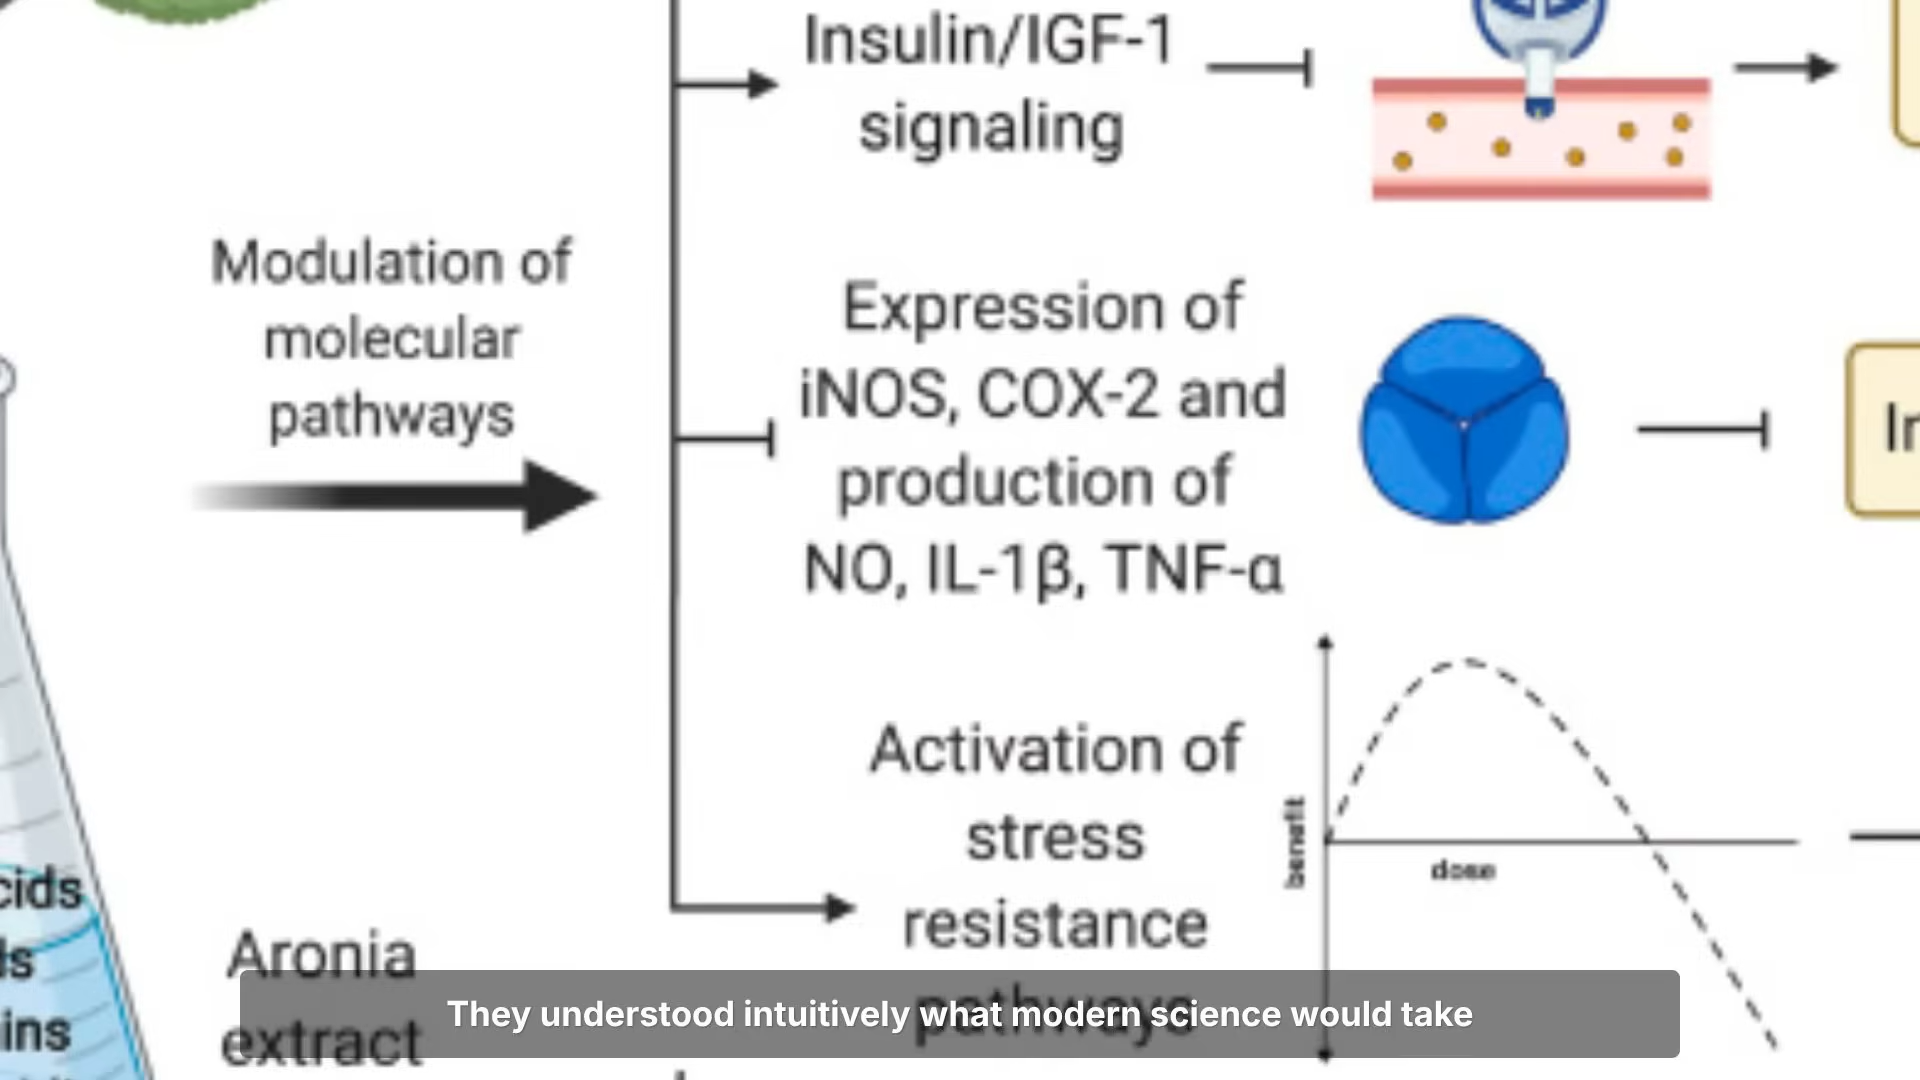 Insulin/IGF-1
signaling
Modulation of
molecular
pathways
Expression of
iNOS, COX-2 and
production of
NO, IL-1β, TNF-α
Activation of
stress
resistance
pathways
benefit
dose
cids
ls
ins
Aronia
extract
They understood intuitively what modern science would take